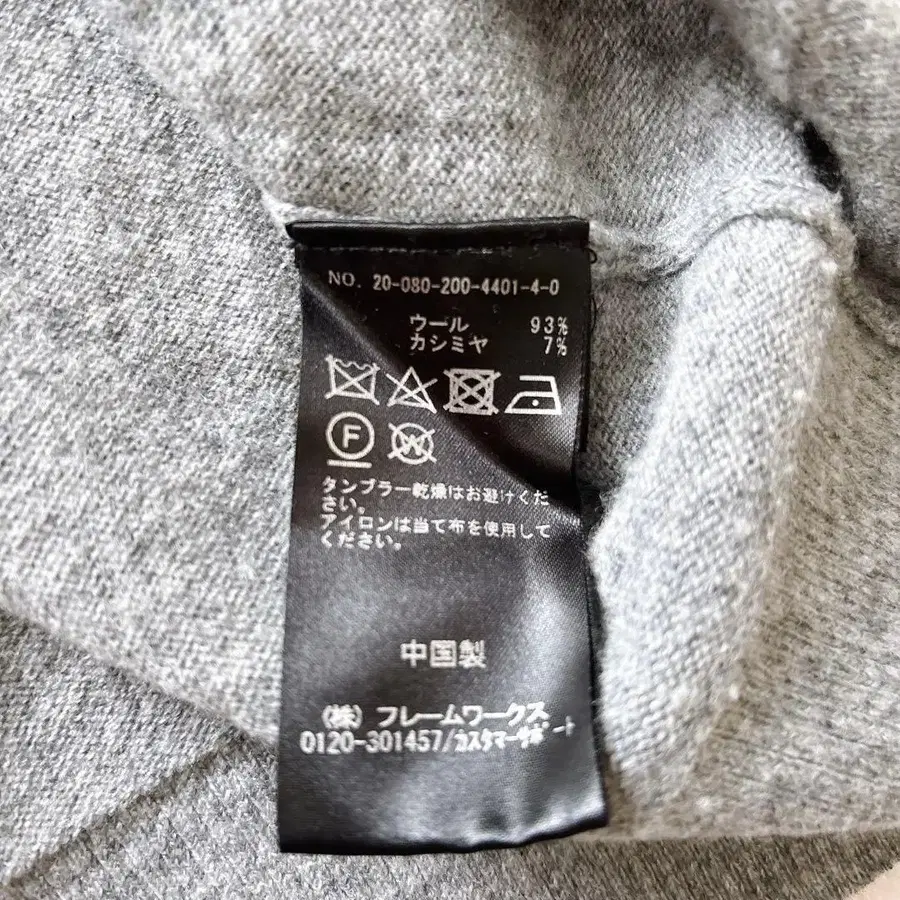 NO. 20-080-200-4401-4-0
ウール 93%
カシミヤ 7%
F W
タンブラー乾燥はお避けくだ
さい。
アイロンは当て布を使用して
ください。
中国製
(株)フレームワークス
0120-301457/カスタマーサポート